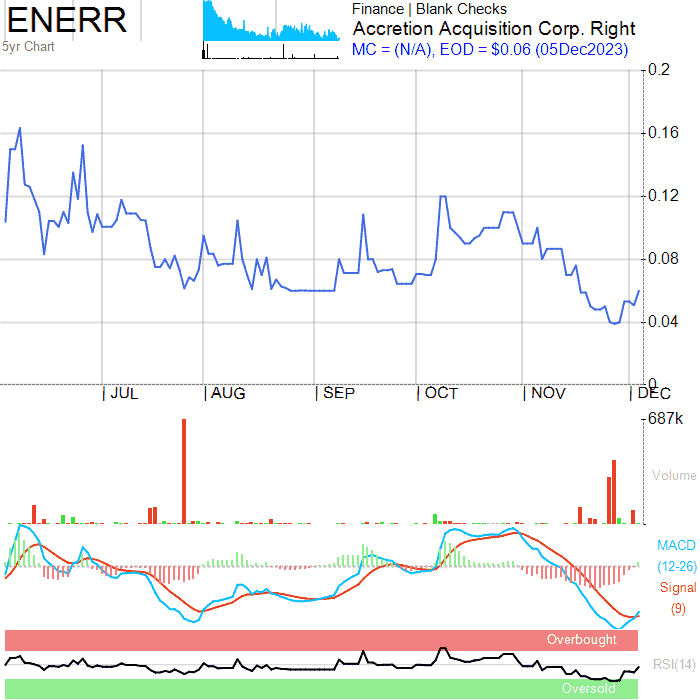 ENERR
5yr Chart
Finance | Blank Checks
Accretion Acquisition Corp. Right
MC = (N/A), EOD = $0.06 (05Dec2023)
0.2
0.16
0.12
0.08
0.04
0
| JUL | AUG | SEP | OCT | NOV | DEC
687k
Volume
MACD
(12-26)
Signal
(9)
Overbought
RSI(14)
Oversold